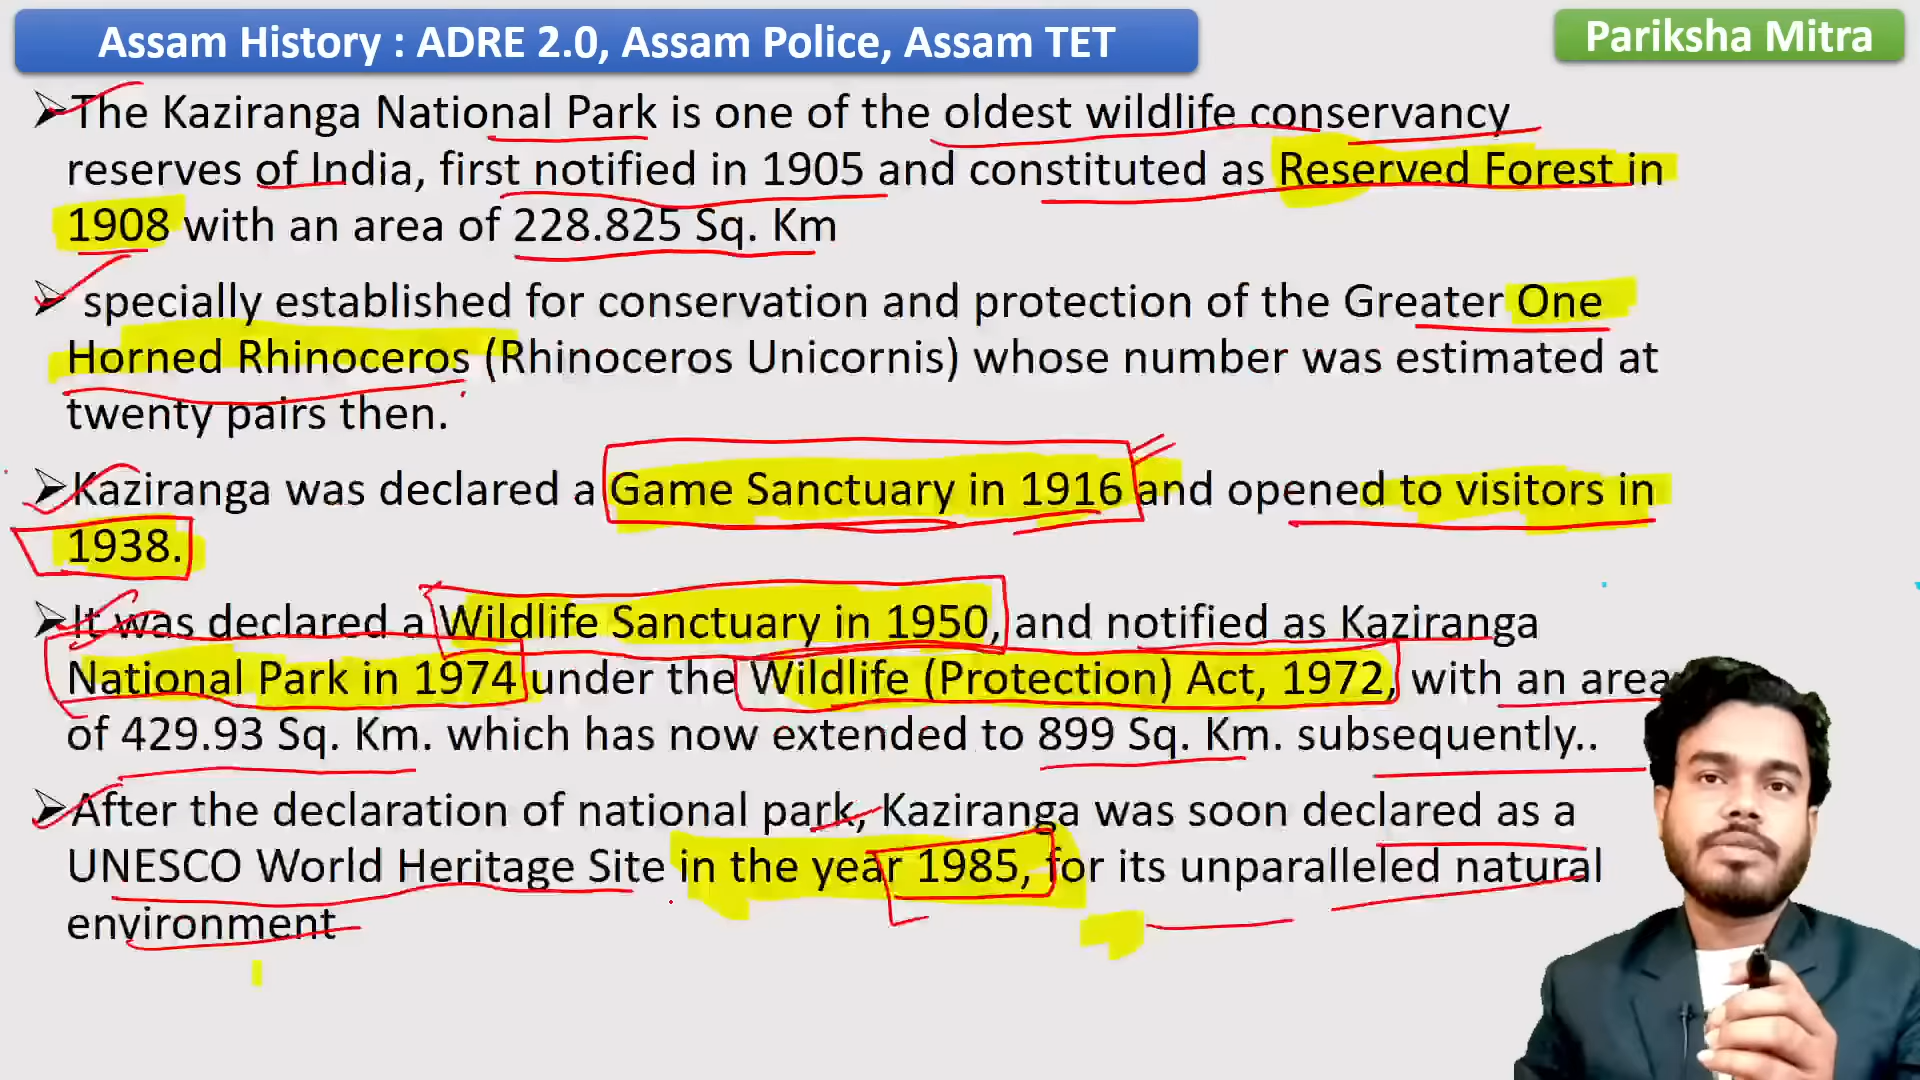 Assam History : ADRE 2.0, Assam Police, Assam TET
Pariksha Mitra
The Kaziranga National Park is one of the oldest wildlife conservancy
reserves of India, first notified in 1905 and constituted as Reserved Forest in
1908 with an area of 228.825 Sq. Km
specially established for conservation and protection of the Greater One
Horned Rhinoceros (Rhinoceros Unicornis) whose number was estimated at
twenty pairs then.
Kaziranga was declared a Game Sanctuary in 1916 and opened to visitors in
1938.
It was declared a Wildlife Sanctuary in 1950, and notified as Kaziranga
National Park in 1974 under the Wildlife (Protection) Act, 1972, with an area
of 429.93 Sq. Km. which has now extended to 899 Sq. Km. subsequently..
After the declaration of national park, Kaziranga was soon declared as a
UNESCO World Heritage Site in the year 1985, for its unparalleled natural
environment